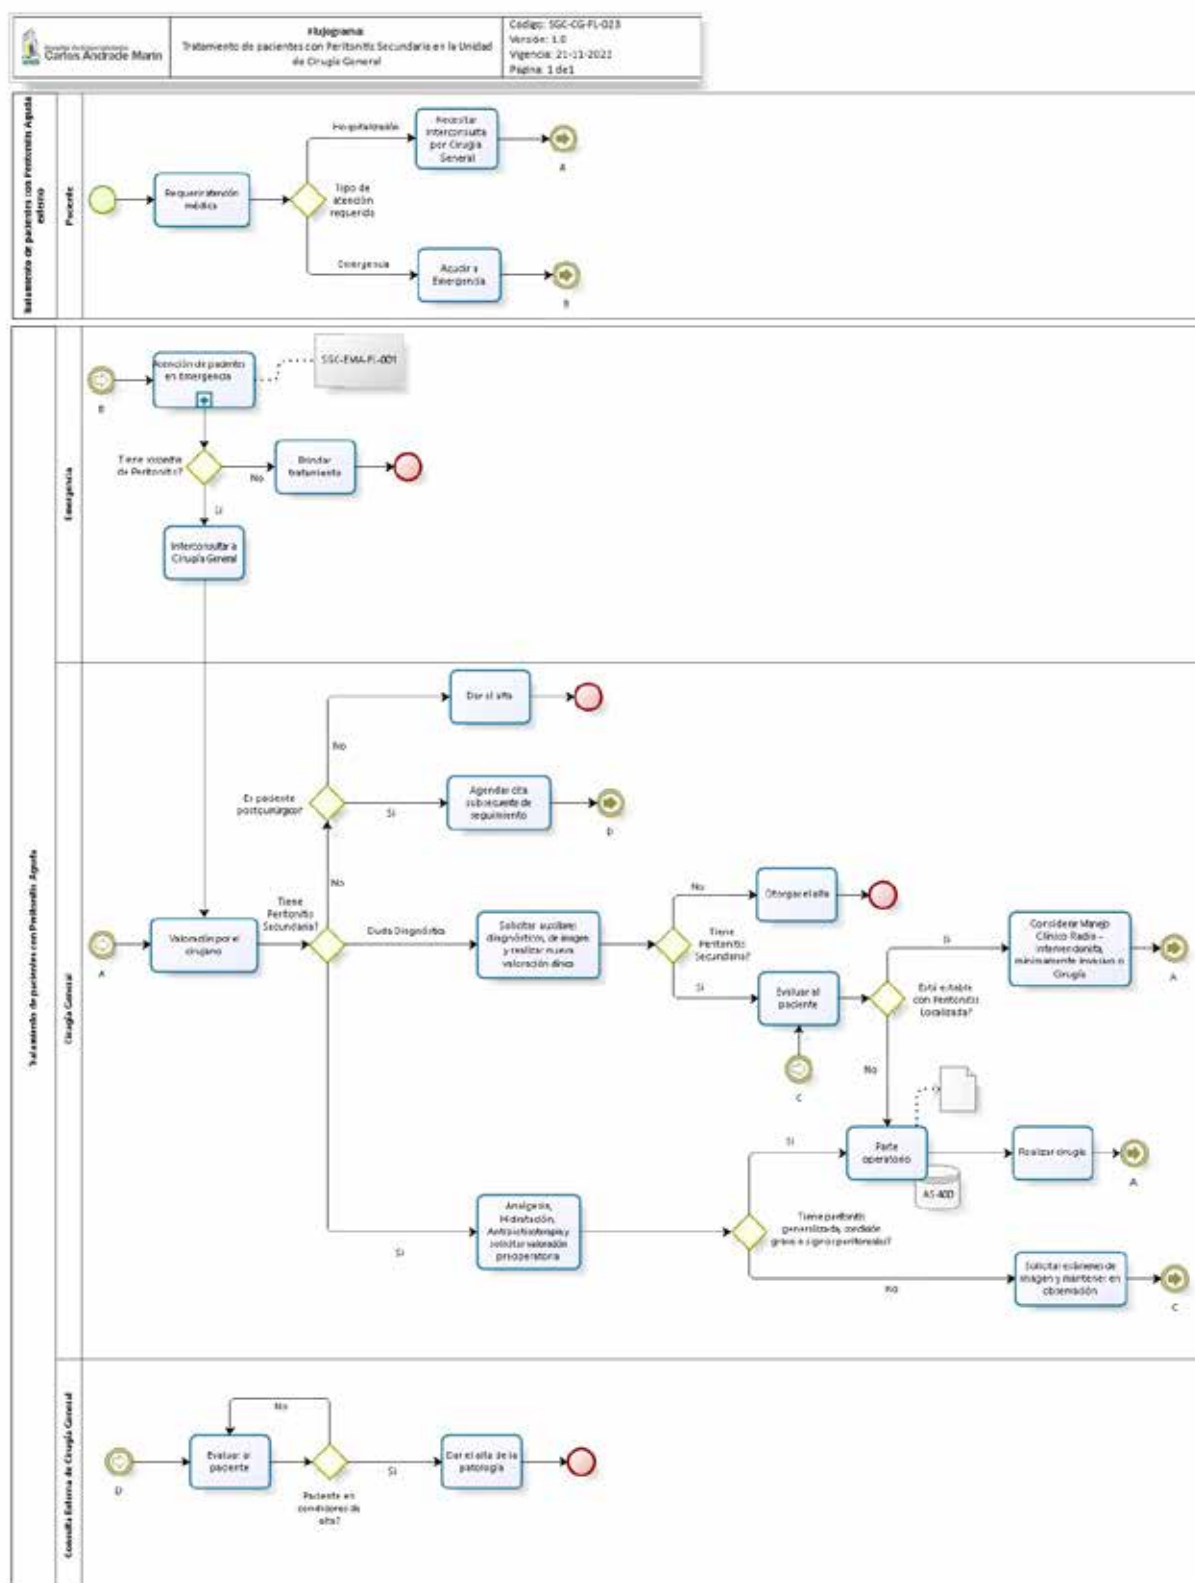 Carlos Andrade Marín
Flujograma:
Tratamiento de pacientes con Peritonitis Secundaria en la Unidad
de Cirugía General
Código: SGC-CG-FL-023
Versión: 1.0
Vigencia: 21-11-2022
Página: 1 de 1
Tratamiento de pacientes con Peritonitis Aguda
externo
Paciente
Requerir atención
médica
Hospitalización
Tipo de
atención
requerida
Emergencia
Necesitar
interconsulta
por Cirugía
General
A
Acudir a
Emergencia
B
Tratamiento de pacientes con Peritonitis Aguda
Emergencia
B
Atención de pacientes
en Emergencia
SGC-EMA-FL-001
Tiene sospecha
de Peritonitis?
No
Brindar
tratamiento
Si
Interconsultar a
Cirugía General
Cirugía General
Dar el alta
No
Es paciente
postquirúrgico?
Si
Agendar cita
subsecuente de
seguimiento
D
No
A
Valoración por el
cirujano
Tiene
Peritonitis
Secundaria?
Duda Diagnóstica
Solicitar auxiliares
diagnósticos, de imagen
y realizar nueva
valoración clínica
Tiene
Peritonitis
Secundaria?
No
Otorgar el alta
Si
Evaluar al
paciente
C
Está estable
con Peritonitis
Localizada?
Si
Considerar Manejo
Clínico Radio -
intervencionista,
mínimamente invasivo o
Cirugía
A
No
Parte
operatorio
AS-400
Realizar cirugía
A
Si
Analgesia,
Hidratación,
Antibioticoterapia y
solicitar valoración
preoperatoria
Si
Tiene peritonitis
generalizada, condición
grave o signos peritoneales?
No
Solicitar exámenes de
imagen y mantener en
observación
C
Consulta Externa de Cirugía General
D
Evaluar al
paciente
No
Paciente en
condiciones de
alta?
Si
Dar el alta de la
patología